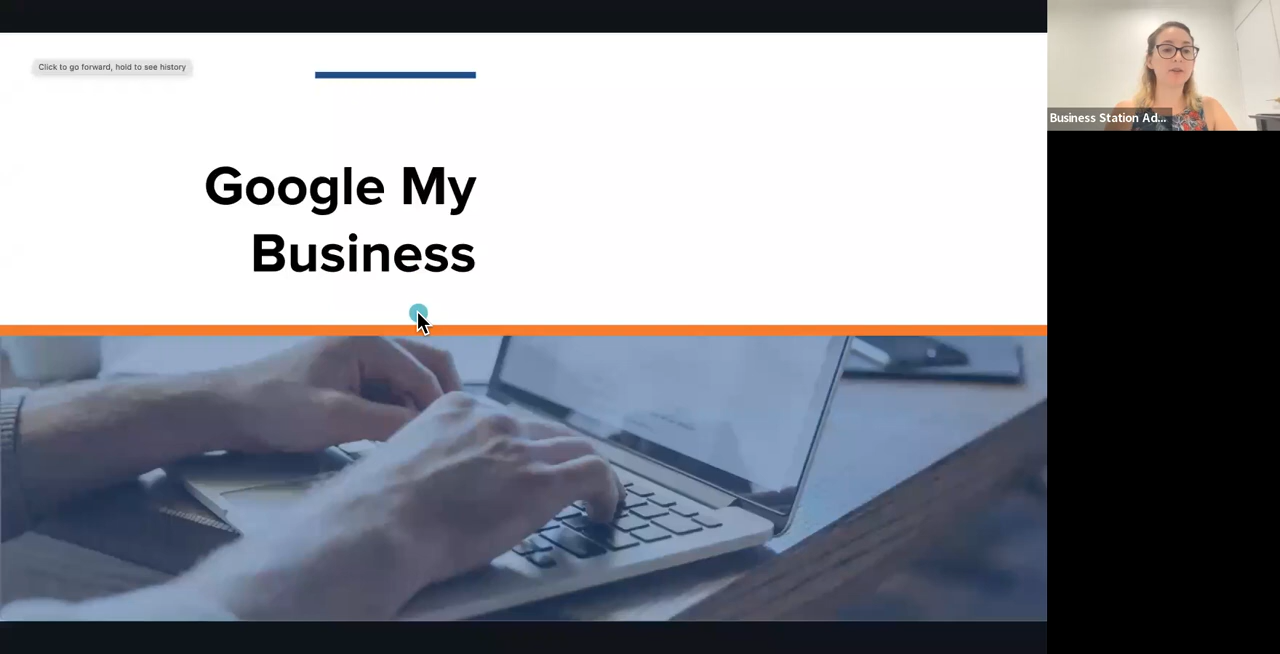 Click to go forward, hold to see history
Google My
Business
Business Station Ad...